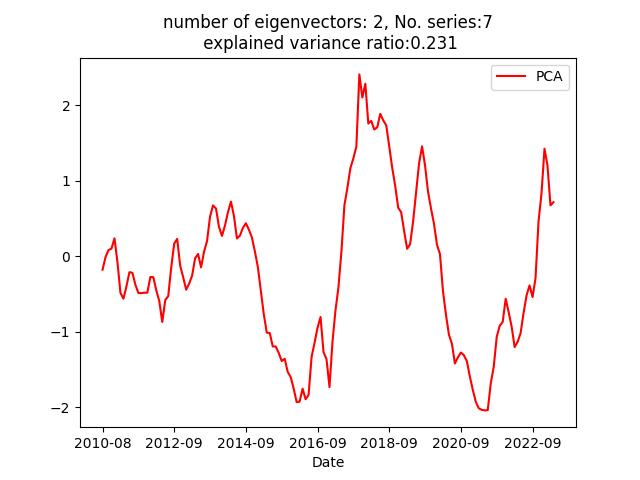 number of eigenvectors: 2, No. series:7
explained variance ratio:0.231
PCA
2
1
0
−1
−2
2010-08 2012-09 2014-09 2016-09 2018-09 2020-09 2022-09
Date